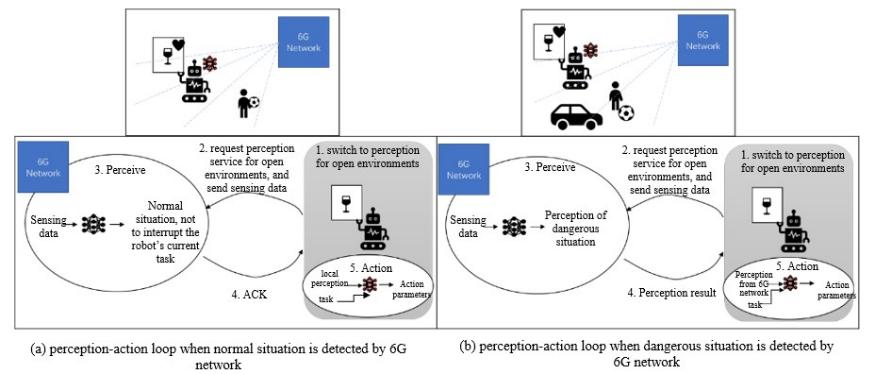 6G
Network
6G
Network
6G
Network
3. Perceive
Sensing
data
Normal
situation, not
to interrupt the
robot's current
task
2. request perception
service for open
environments, and
send sensing data
4. ACK
1. switch to perception
for open environments
5. Action
local
perception
task
Action
parameters
6G
Network
3. Perceive
Sensing
data
Perception of
dangerous
situation
2. request perception
service for open
environments, and
send sensing data
4. Perception result
1. switch to perception
for open environments
5. Action
Perception
from 6G
network
task
Action
parameters
(a) perception-action loop when normal situation is detected by 6G
network
(b) perception-action loop when dangerous situation is detected by
6G network